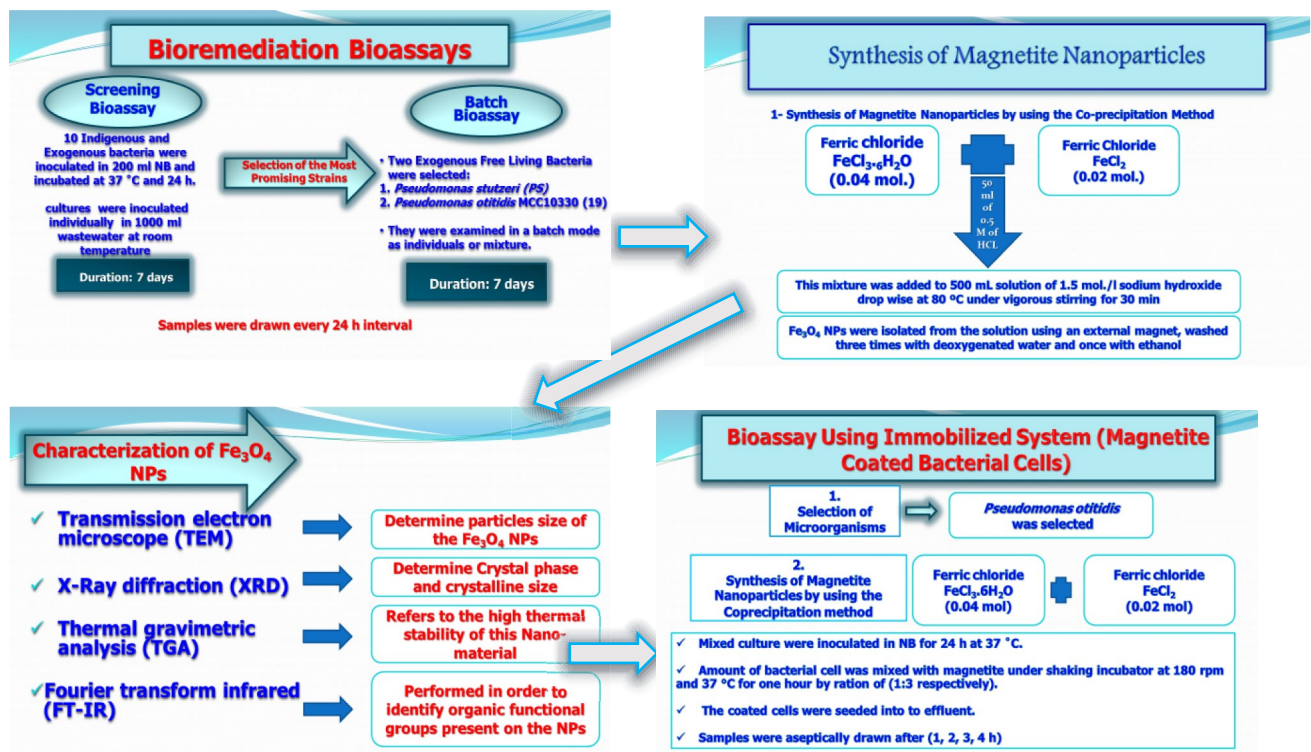 Bioremediation Bioassays
Screening
Bioassay
10 Indigenous and
Exogenous bacteria were
inoculated in 200 ml NB and
incubated at 37 ˚C and 24 h.
cultures were inoculated
individually in 1000 ml
wastewater at room
temperature
Duration: 7 days
Selection of the Most
Promising Strains
Batch
Bioassay
• Two Exogenous Free Living Bacteria
were selected:
1. Pseudomonas stutzeri (PS)
2. Pseudomonas otitidis MCC10330 (19)
• They were examined in a batch mode
as individuals or mixture.
Duration: 7 days
Samples were drawn every 24 h interval
Synthesis of Magnetite Nanoparticles
1- Synthesis of Magnetite Nanoparticles by using the Co-precipitation Method
Ferric chloride
FeCl₃.₆H₂O
(0.04 mol.)
Ferric Chloride
FeCl₂
(0.02 mol.)
50
ml
of
0.5
M of
HCL
This mixture was added to 500 mL solution of 1.5 mol./l sodium hydroxide
drop wise at 80 ºC under vigorous stirring for 30 min
Fe₃O₄ NPs were isolated from the solution using an external magnet, washed
three times with deoxygenated water and once with ethanol
Characterization of Fe₃O₄
NPs
✓ Transmission electron
microscope (TEM)
Determine particles size of
the Fe₃O₄ NPs
✓ X-Ray diffraction (XRD)
Determine Crystal phase
and crystalline size
✓ Thermal gravimetric
analysis (TGA)
Refers to the high thermal
stability of this Nano-
material
✓ Fourier transform infrared
(FT-IR)
Performed in order to
identify organic functional
groups present on the NPs
Bioassay Using Immobilized System (Magnetite
Coated Bacterial Cells)
1.
Selection of
Microorganisms
Pseudomonas otitidis
was selected
2.
Synthesis of Magnetite
Nanoparticles by using the
Coprecipitation method
Ferric chloride
FeCl₃.6H₂O
(0.04 mol)
Ferric chloride
FeCl₂
(0.02 mol)
✓ Mixed culture were inoculated in NB for 24 h at 37 ˚C.
✓ Amount of bacterial cell was mixed with magnetite under shaking incubator at 180 rpm
and 37 °C for one hour by ration of (1:3 respectively).
✓ The coated cells were seeded into to effluent.
✓ Samples were aseptically drawn after (1, 2, 3, 4 h)